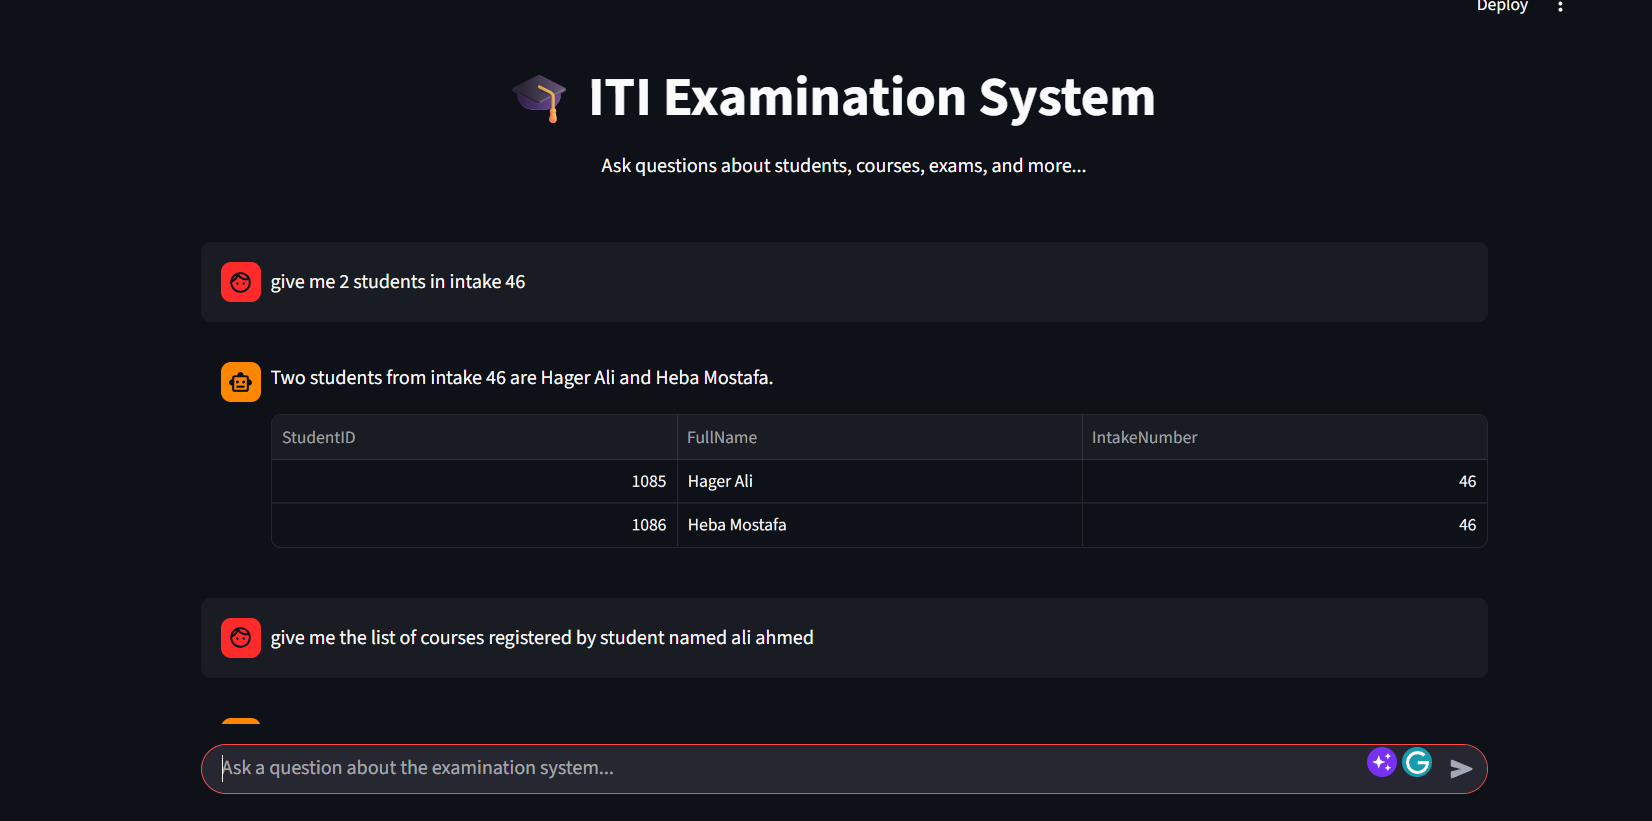 Deploy
ITI Examination System
Ask questions about students, courses, exams, and more...
give me 2 students in intake 46
Two students from intake 46 are Hager Ali and Heba Mostafa.
StudentID FullName IntakeNumber
1085 Hager Ali 46
1086 Heba Mostafa 46
give me the list of courses registered by student named ali ahmed
Ask a question about the examination system...